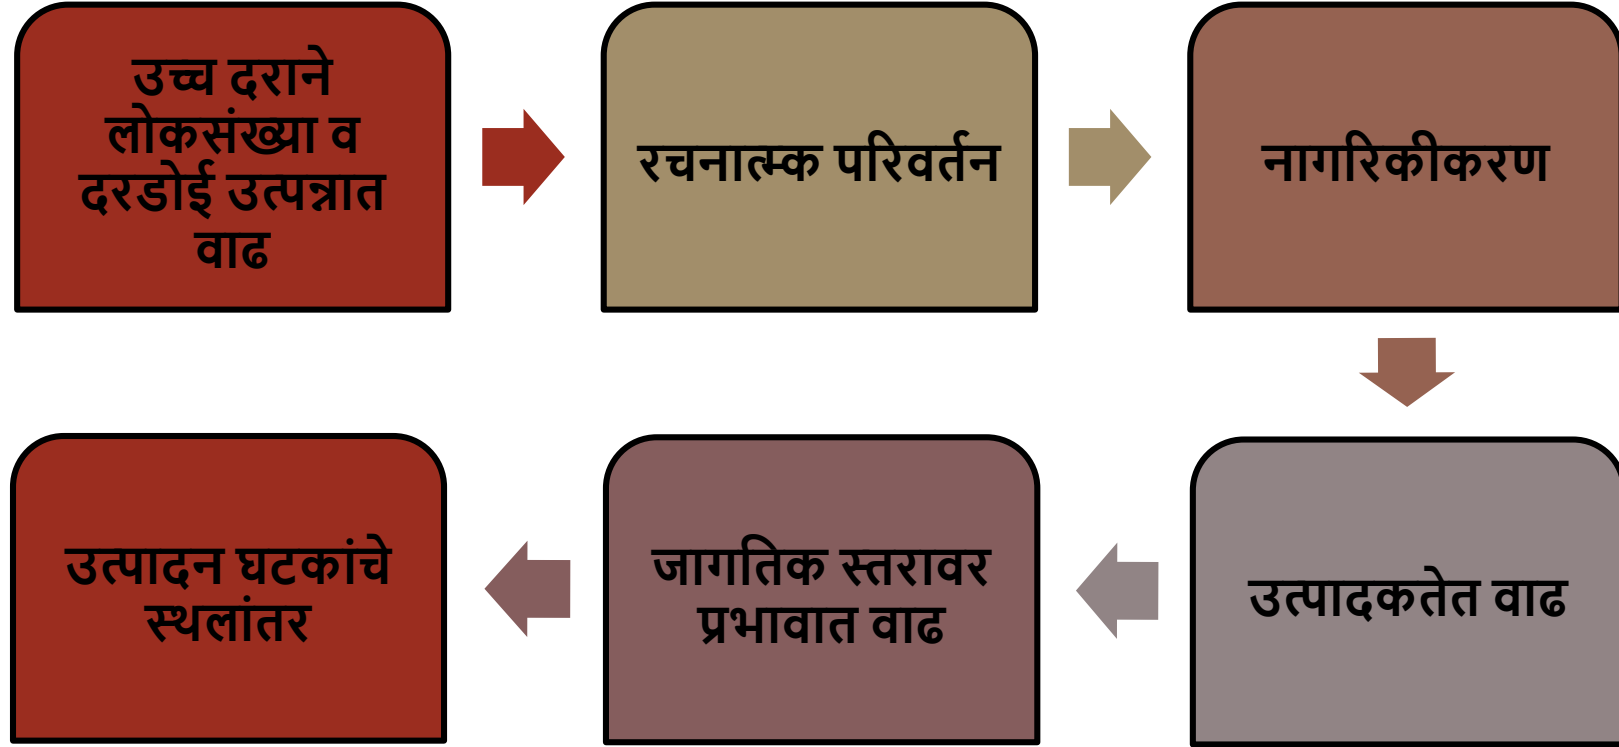 उच्च दराने
लोकसंख्या व
दरडोई उत्पन्नात
वाढ
रचनात्म्क परिवर्तन
नागरिकीकरण
उत्पादकतेत वाढ
जागतिक स्तरावर
प्रभावात वाढ
उत्पादन घटकांचे
स्थलांतर